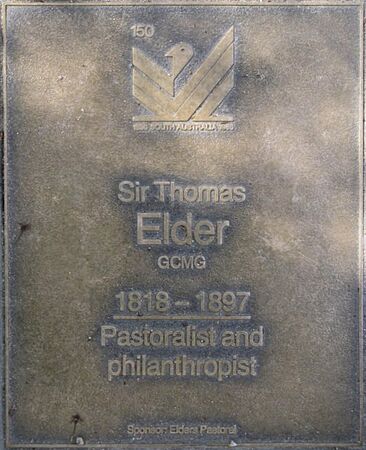 150
1836 SOUTH AUSTRALIA 1986
Sir Thomas
Elder
GCMG
1818 – 1897
Pastoralist and
philanthropist
Sponsor: Elders Pastoral